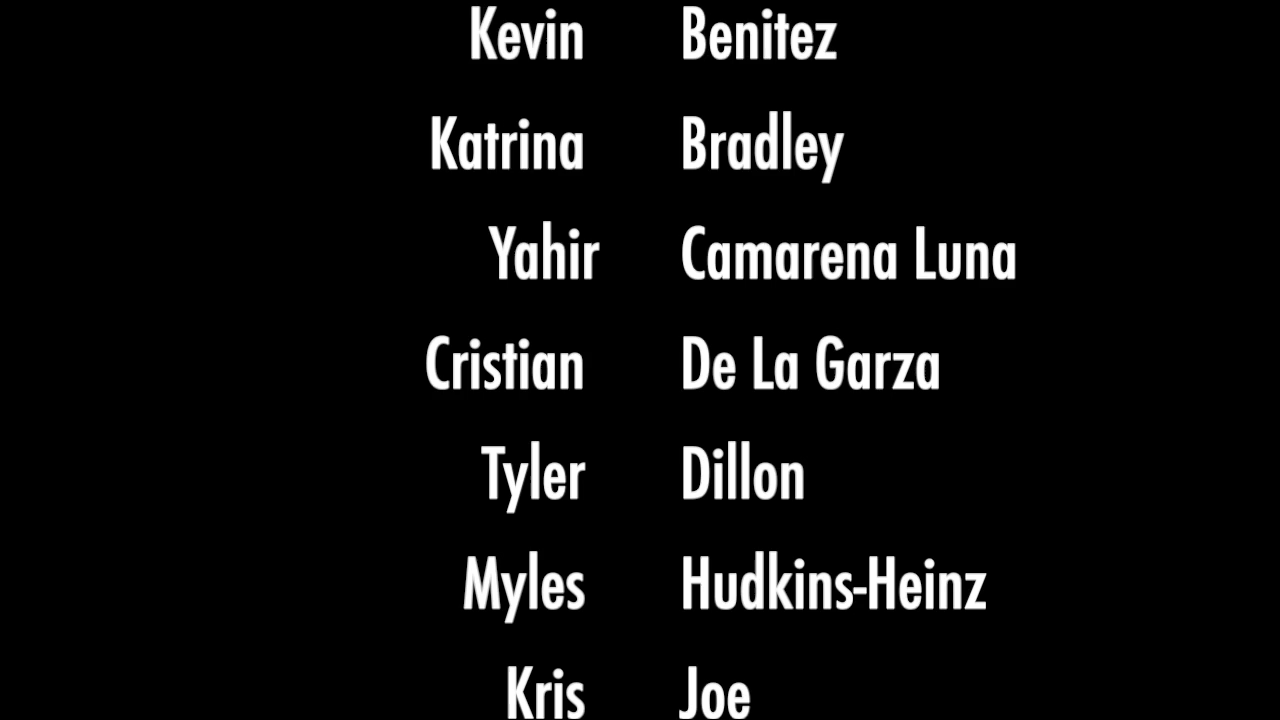 Kevin Benitez
Katrina Bradley
Yahir Camarena Luna
Cristian De La Garza
Tyler Dillon
Myles Hudkins-Heinz
Kris Joe